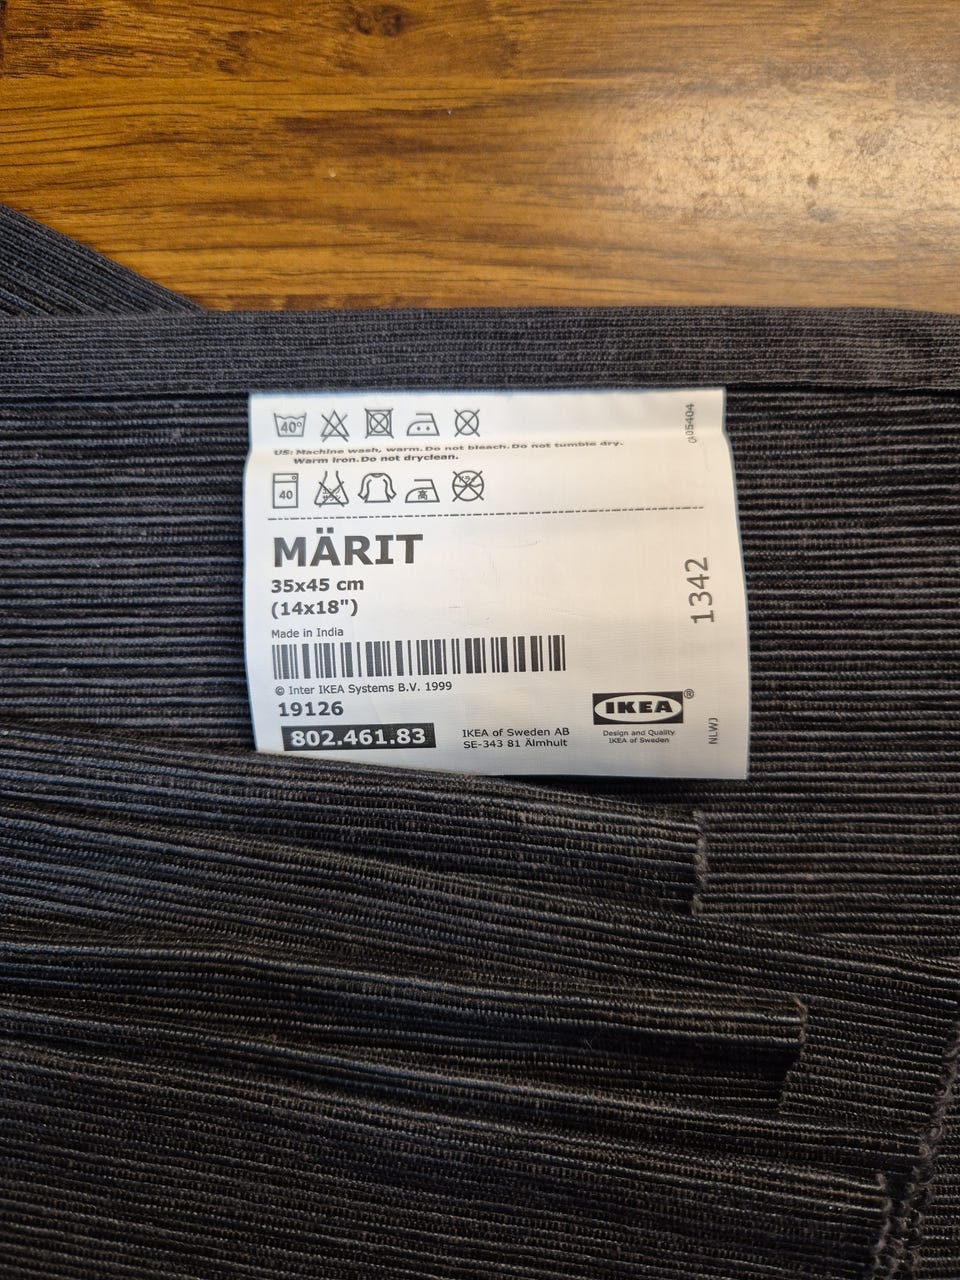 40°
US: Machine wash, warm. Do not bleach. Do not tumble dry.
Warm iron. Do not dryclean.
40
高
MÄRIT
35x45 cm
(14x18")
Made in India
© Inter IKEA Systems B.V. 1999
19126
802.461.83
IKEA of Sweden AB
SE-343 81 Älmhult
IKEA®
Design and Quality
IKEA of Sweden
1342